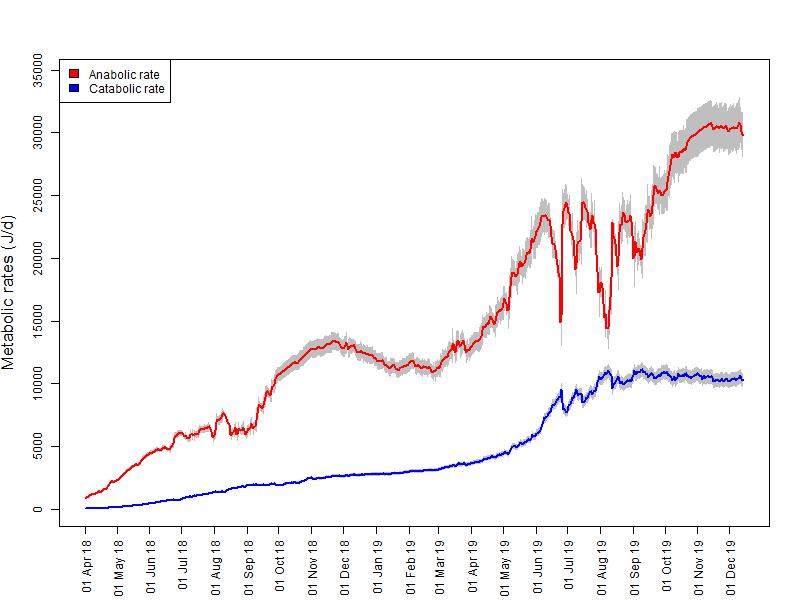 Anabolic rate
Catabolic rate
Metabolic rates (J/d)
35000
30000
25000
20000
15000
10000
5000
0
01 Apr 18
01 May 18
01 Jun 18
01 Jul 18
01 Aug 18
01 Sep 18
01 Oct 18
01 Nov 18
01 Dec 18
01 Jan 19
01 Feb 19
01 Mar 19
01 Apr 19
01 May 19
01 Jun 19
01 Jul 19
01 Aug 19
01 Sep 19
01 Oct 19
01 Nov 19
01 Dec 19